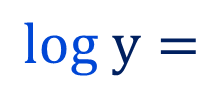 log y =